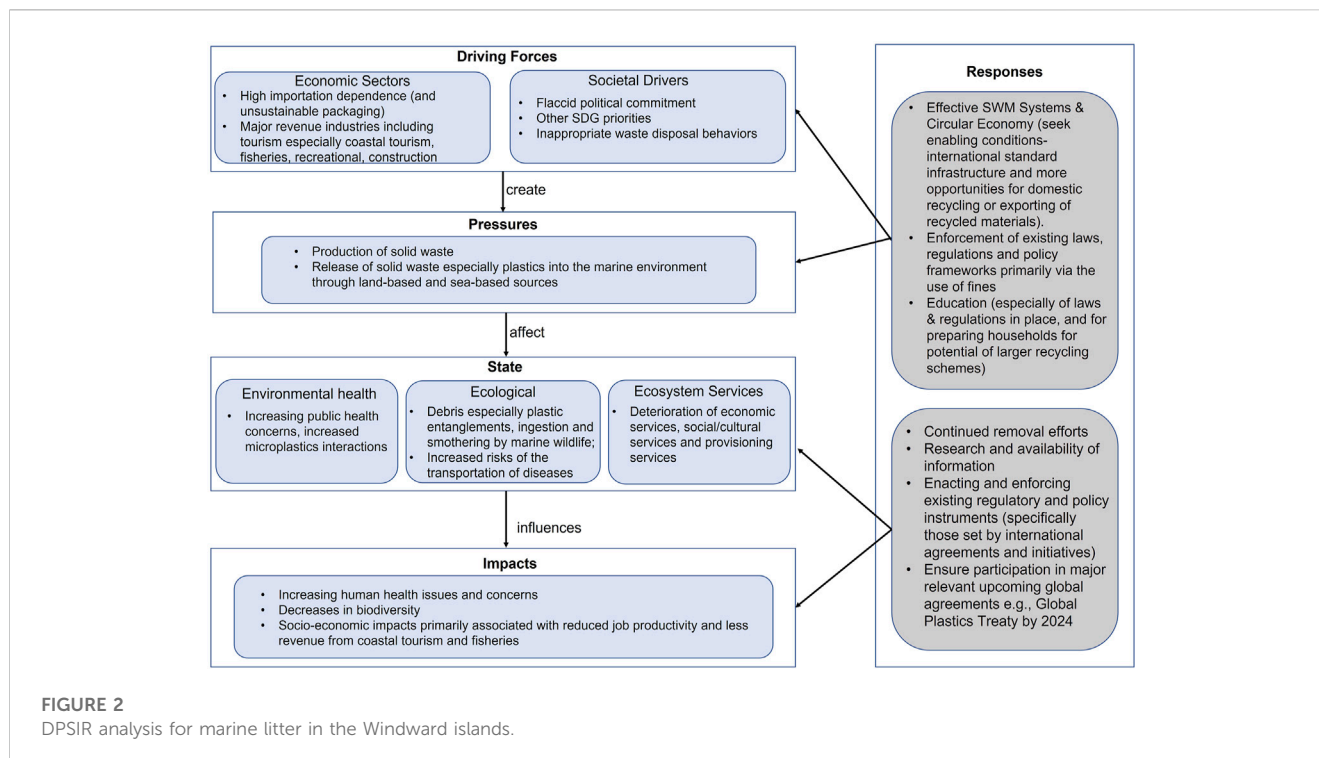 Driving Forces
Economic Sectors
• High importation dependence (and
unsustainable packaging)
• Major revenue industries including
tourism especially coastal tourism,
fisheries, recreational, construction
Societal Drivers
• Flaccid political commitment
• Other SDG priorities
• Inappropriate waste disposal behaviors
create
Pressures
• Production of solid waste
• Release of solid waste especially plastics into the marine environment
through land-based and sea-based sources
affect
State
Environmental health
• Increasing public health
concerns, increased
microplastics interactions
Ecological
• Debris especially plastic
entanglements, ingestion and
smothering by marine wildlife;
• Increased risks of the
transportation of diseases
Ecosystem Services
• Deterioration of economic
services, social/cultural
services and provisioning
services
influences
Impacts
• Increasing human health issues and concerns
• Decreases in biodiversity
• Socio-economic impacts primarily associated with reduced job productivity and less
revenue from coastal tourism and fisheries
Responses
• Effective SWM Systems &
Circular Economy (seek
enabling conditions-
international standard
infrastructure and more
opportunities for domestic
recycling or exporting of
recycled materials).
• Enforcement of existing laws,
regulations and policy
frameworks primarily via the
use of fines
• Education (especially of laws
& regulations in place, and for
preparing households for
potential of larger recycling
schemes)
• Continued removal efforts
• Research and availability of
information
• Enacting and enforcing
existing regulatory and policy
instruments (specifically
those set by international
agreements and initiatives)
• Ensure participation in major
relevant upcoming global
agreements e.g., Global
Plastics Treaty by 2024
FIGURE 2
DPSIR analysis for marine litter in the Windward islands.